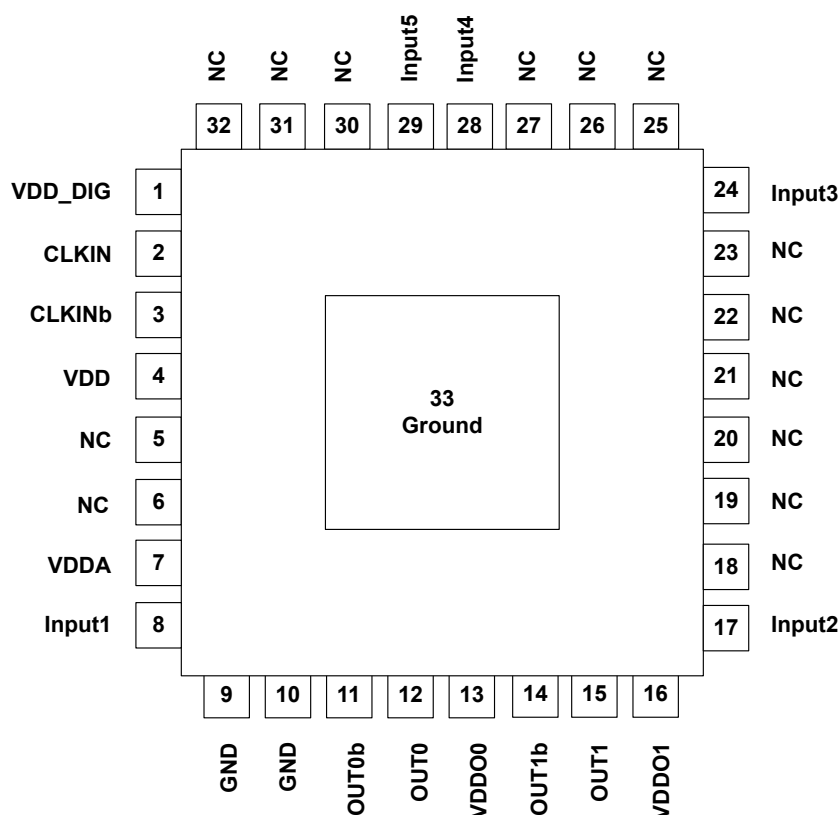 NC
NC
NC
Input5
Input4
NC
NC
NC
32
31
30
29
28
27
26
25
VDD_DIG 1
24 Input3
CLKIN 2
23 NC
CLKINb 3
22 NC
VDD 4
21 NC
33
Ground
NC 5
20 NC
NC 6
19 NC
VDDA 7
18 NC
Input1 8
17 Input2
9
10
11
12
13
14
15
16
GND
GND
OUT0b
OUT0
VDDO0
OUT1b
OUT1
VDDO1